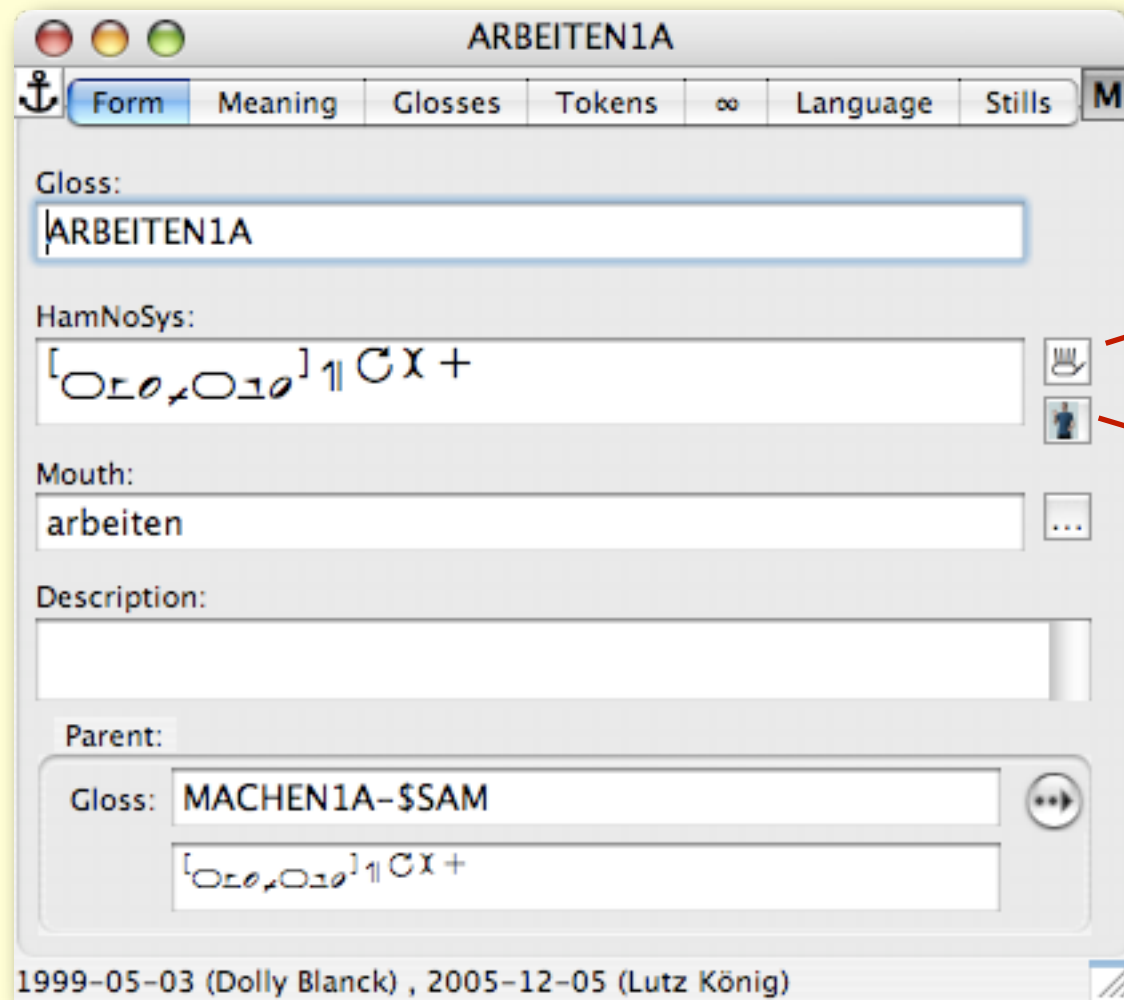 ARBEITEN1A
Form Meaning Glosses Tokens ∞ Language Stills M
Gloss:
ARBEITEN1A
HamNoSys:
Mouth:
arbeiten
...
Description:
Parent:
Gloss: MACHEN1A-$SAM
1999-05-03 (Dolly Blanck) , 2005-12-05 (Lutz König)